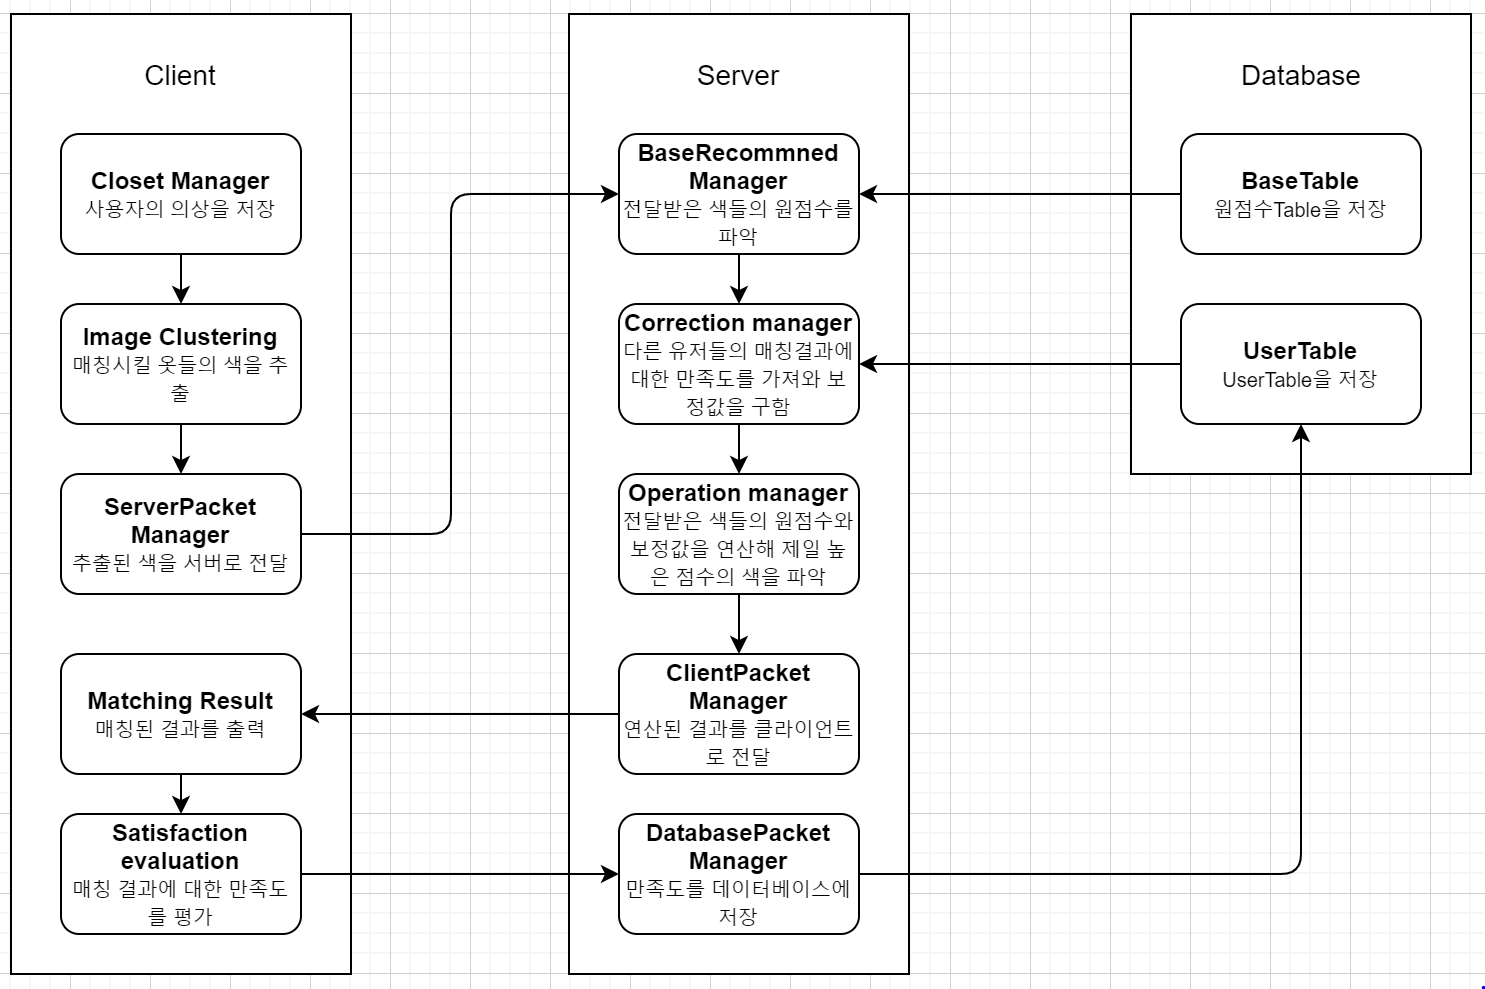 Client
Closet Manager
사용자의 의상을 저장
Image Clustering
매칭시킬 옷들의 색을 추
출
ServerPacket
Manager
추출된 색을 서버로 전달
Matching Result
매칭된 결과를 출력
Satisfaction
evaluation
매칭 결과에 대한 만족도
를 평가
Server
BaseRecommned
Manager
전달받은 색들의 원점수를
파악
Correction manager
다른 유저들의 매칭결과에
대한 만족도를 가져와 보
정값을 구함
Operation manager
전달받은 색들의 원점수와
보정값을 연산해 제일 높
은 점수의 색을 파악
ClientPacket
Manager
연산된 결과를 클라이언트
로 전달
DatabasePacket
Manager
만족도를 데이터베이스에
저장
Database
BaseTable
원점수Table을 저장
UserTable
UserTable을 저장